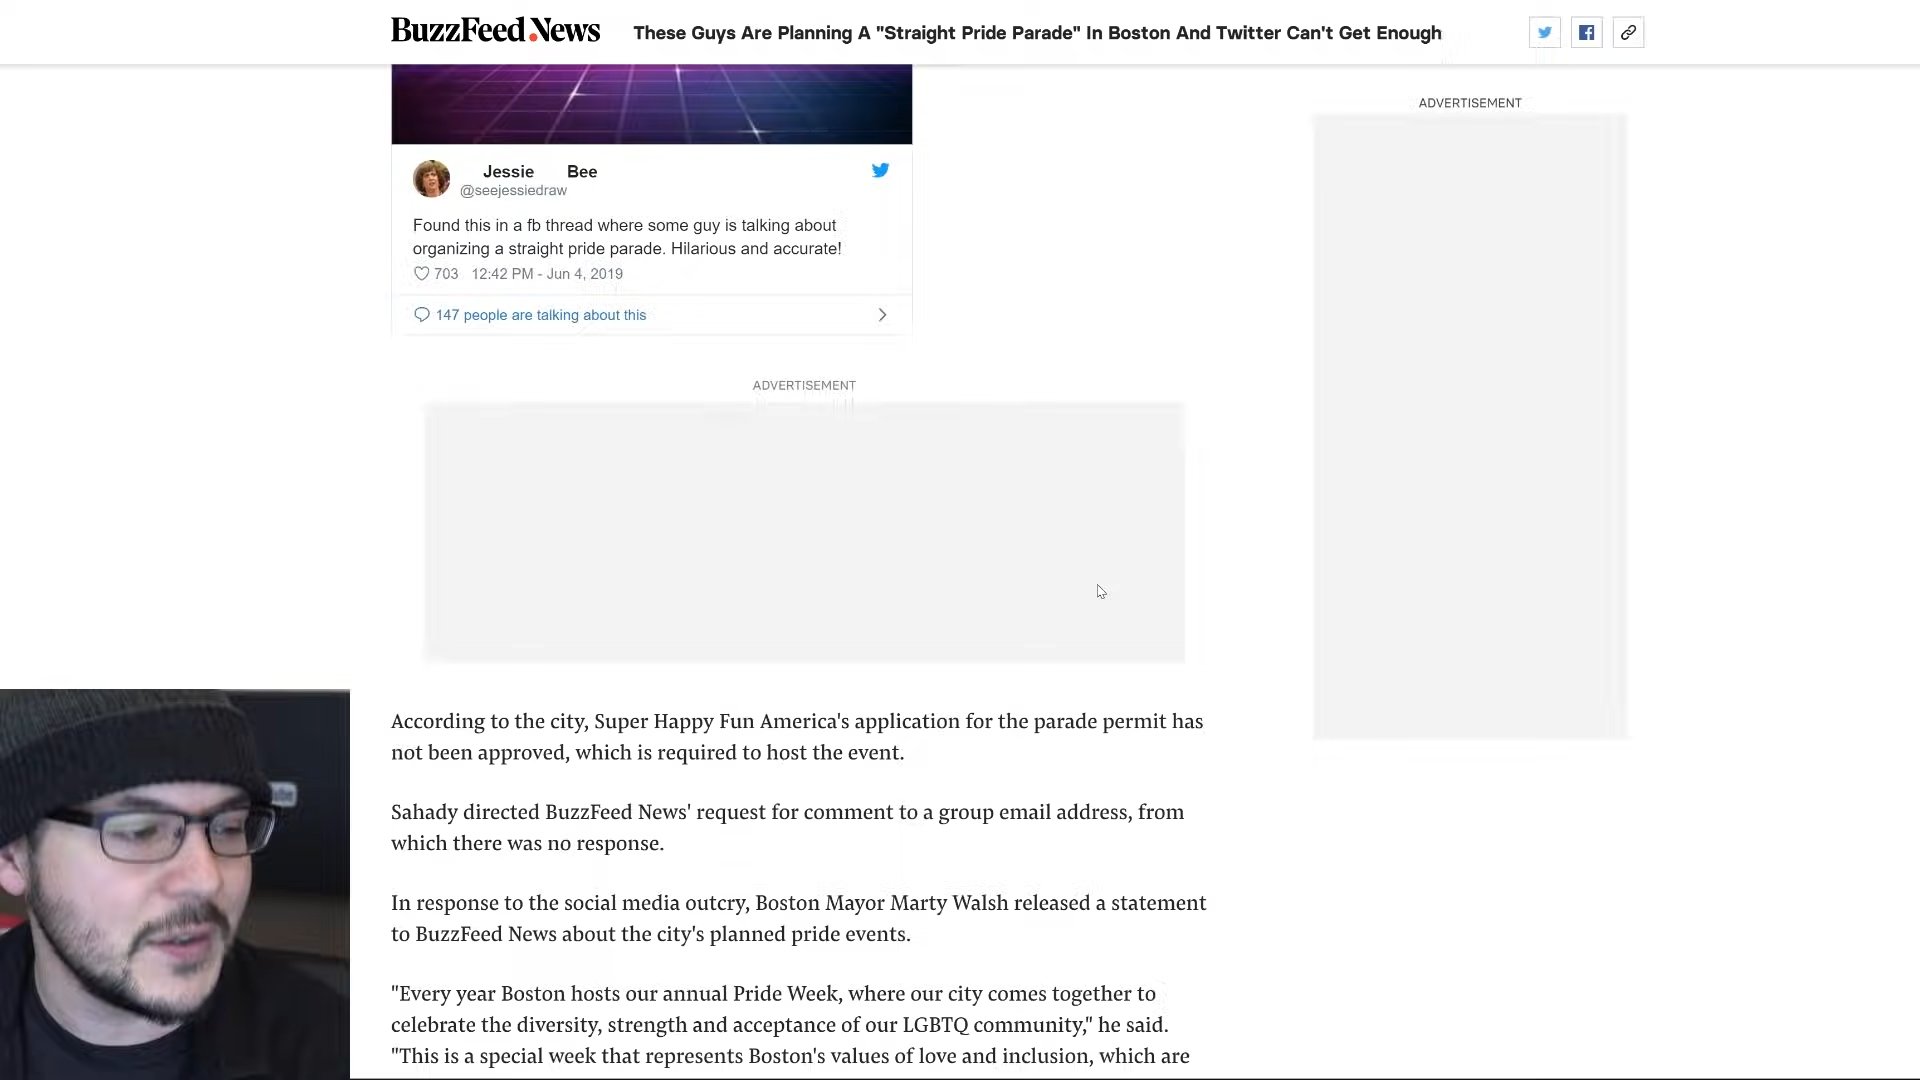 BuzzFeed News
These Guys Are Planning A "Straight Pride Parade" In Boston And Twitter Can't Get Enough
ADVERTISEMENT
Jessie Bee
@seejessiedraw
Found this in a fb thread where some guy is talking about
organizing a straight pride parade. Hilarious and accurate!
703 12:42 PM - Jun 4, 2019
147 people are talking about this
ADVERTISEMENT
According to the city, Super Happy Fun America's application for the parade permit has
not been approved, which is required to host the event.
Sahady directed BuzzFeed News' request for comment to a group email address, from
which there was no response.
In response to the social media outcry, Boston Mayor Marty Walsh released a statement
to BuzzFeed News about the city's planned pride events.
"Every year Boston hosts our annual Pride Week, where our city comes together to
celebrate the diversity, strength and acceptance of our LGBTQ community," he said.
"This is a special week that represents Boston's values of love and inclusion, which are